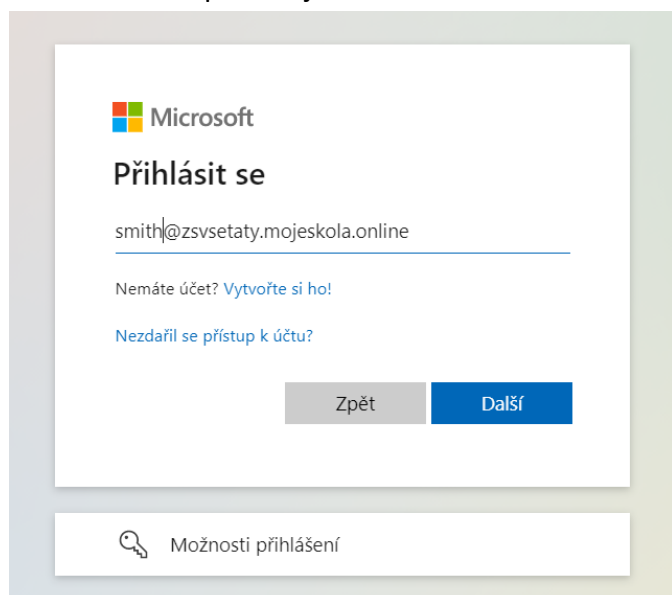 Microsoft
Přihlásit se
smith@zsvsetaty.mojeskola.online
Nemáte účet? Vytvořte si ho!
Nezdařil se přístup k účtu?
Zpět Další
Možnosti přihlášení